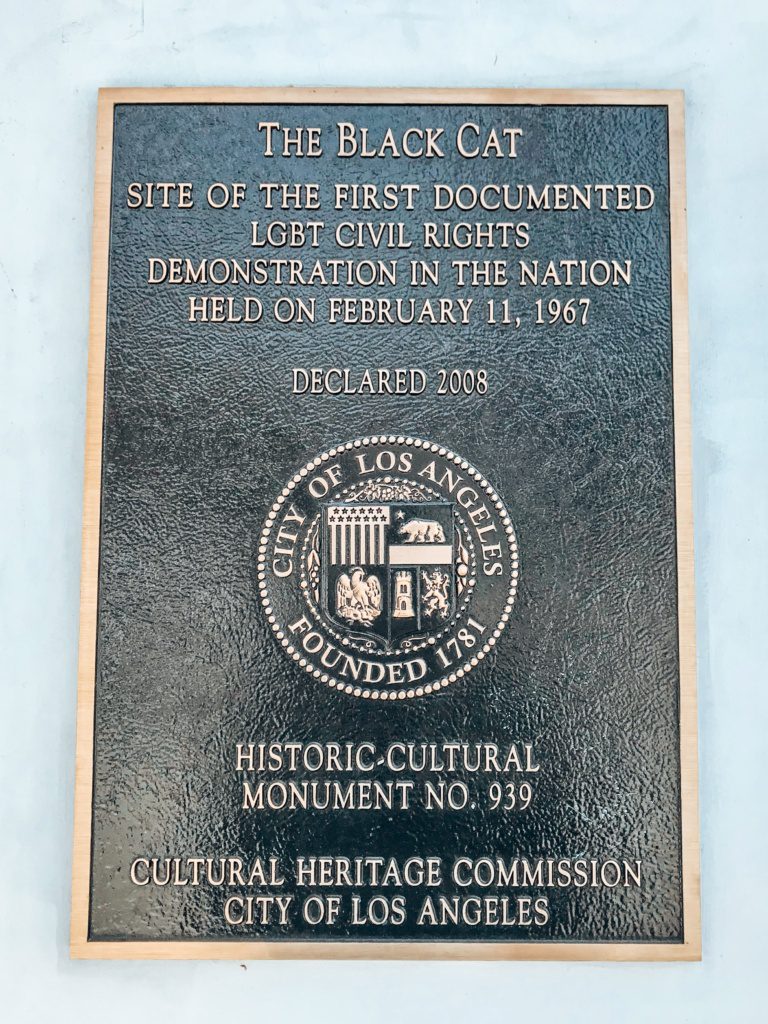 THE BLACK CAT
SITE OF THE FIRST DOCUMENTED
LGBT CIVIL RIGHTS
DEMONSTRATION IN THE NATION
HELD ON FEBRUARY 11, 1967
DECLARED 2008
CITY OF LOS ANGELES
FOUNDED 1781
HISTORIC-CULTURAL
MONUMENT NO. 939
CULTURAL HERITAGE COMMISSION
CITY OF LOS ANGELES